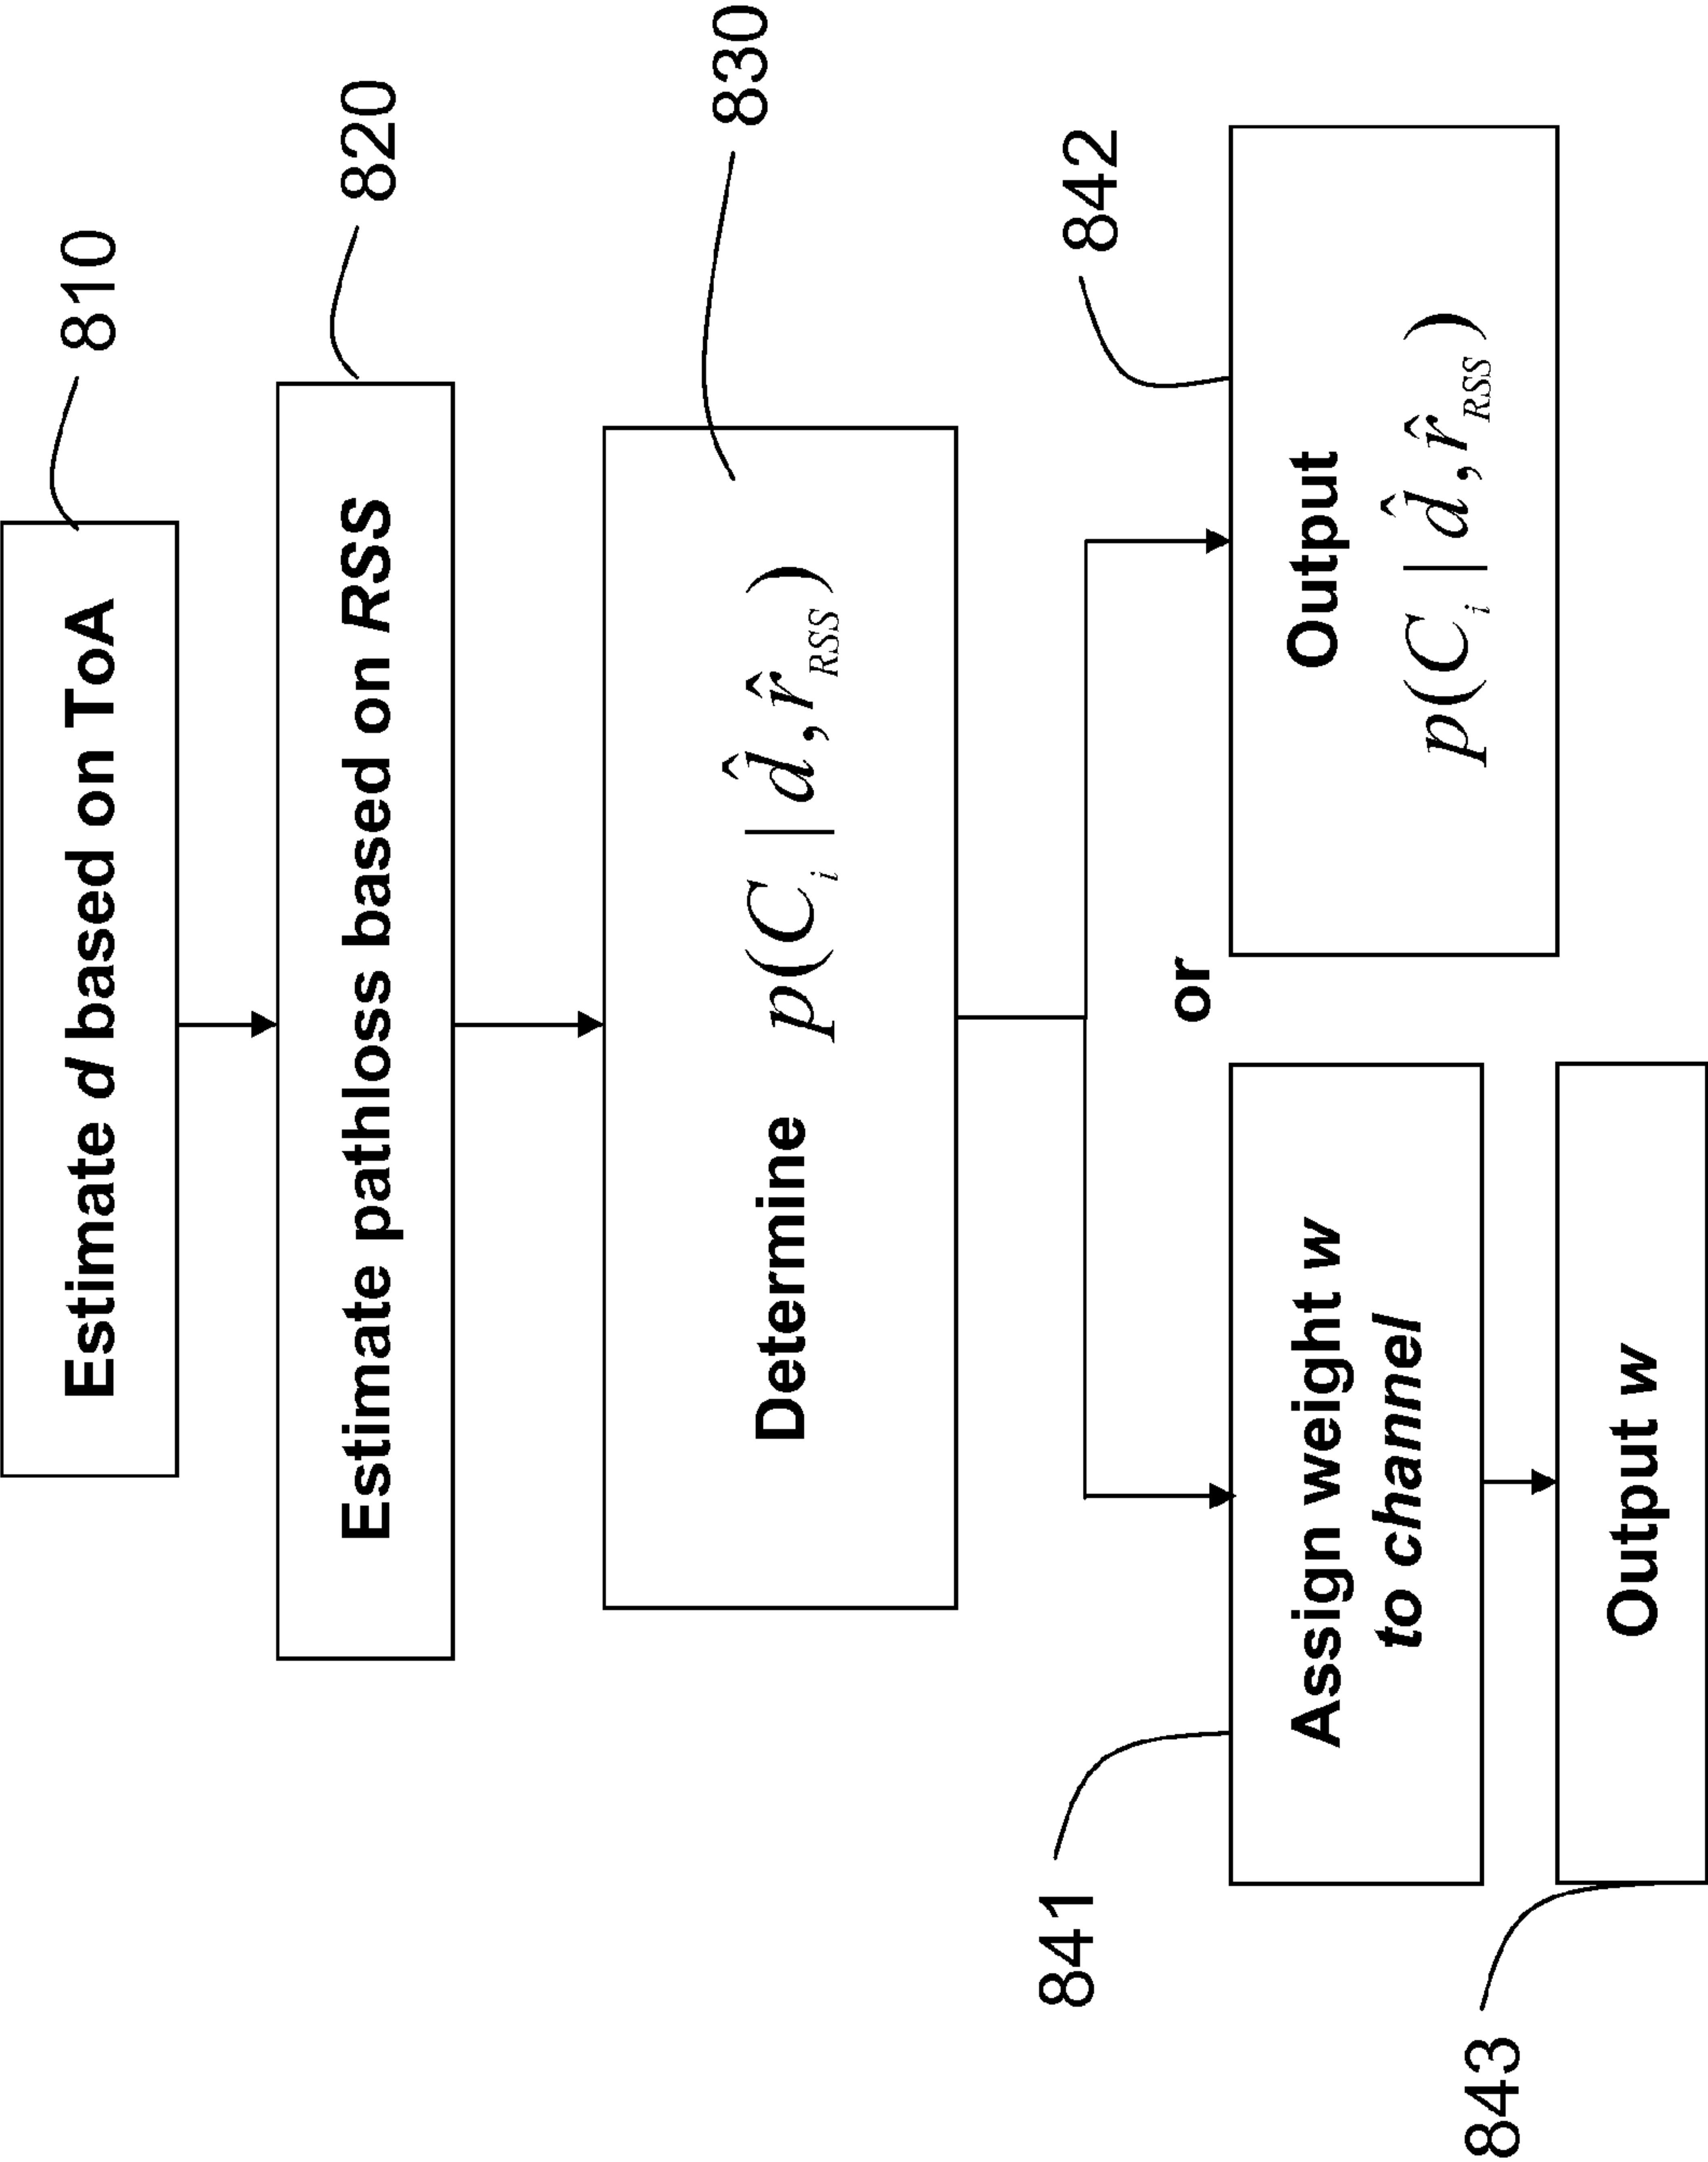 Estimate d based on ToA
810
Estimate pathloss based on RSS
820
Determine p(C_i | d̂, r̂_RSS)
830
or
841
Assign weight w
to channel
842
Output
p(C_i | d̂, r̂_RSS)
843
Output w